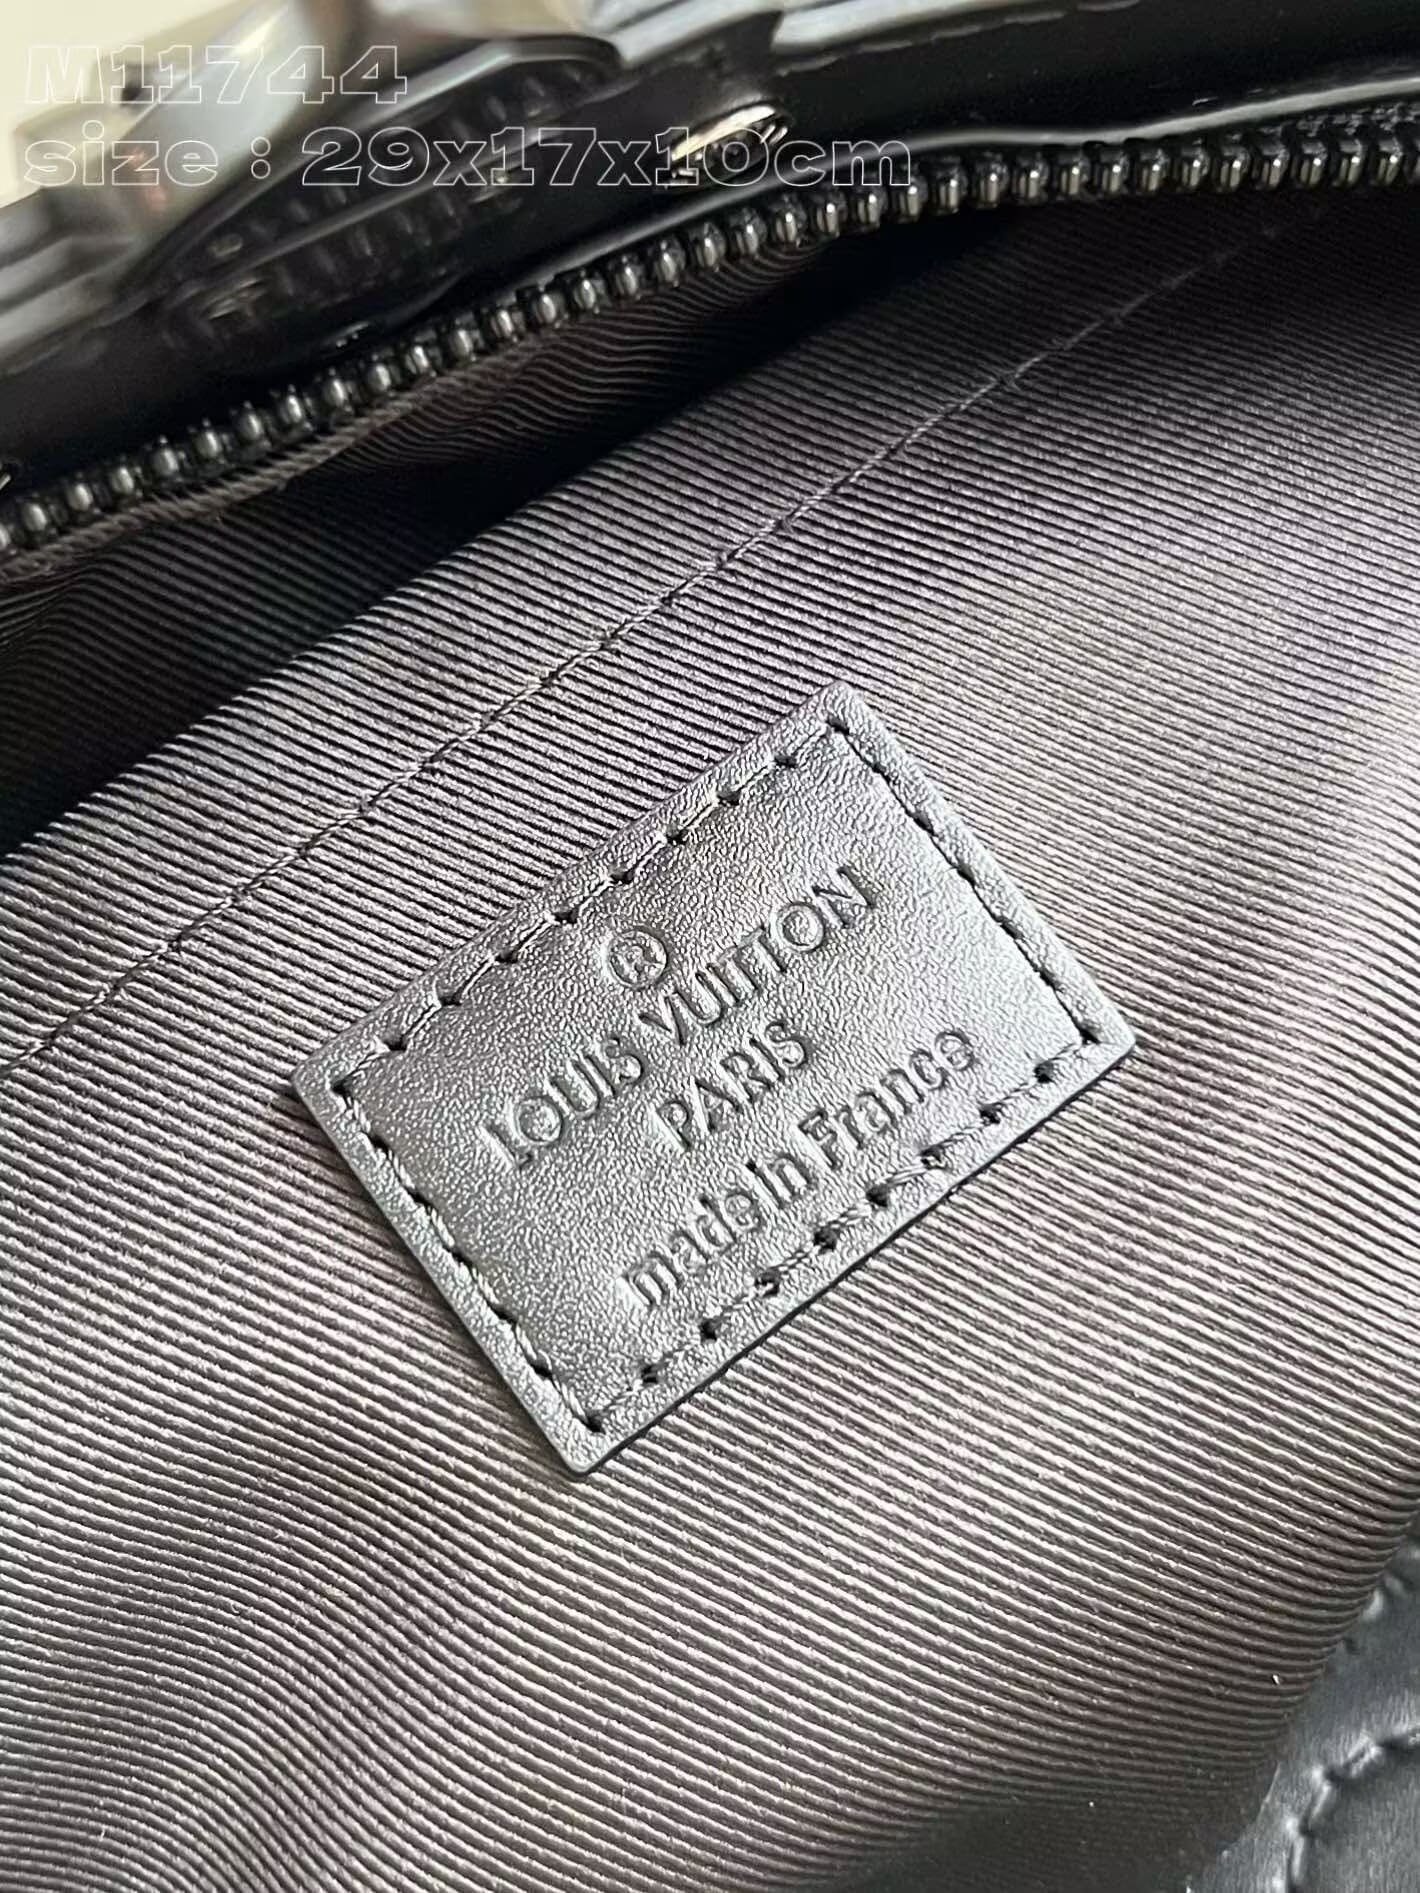 M11744
size : 29x17x10cm
®
LOUIS VUITTON
PARIS
made in France